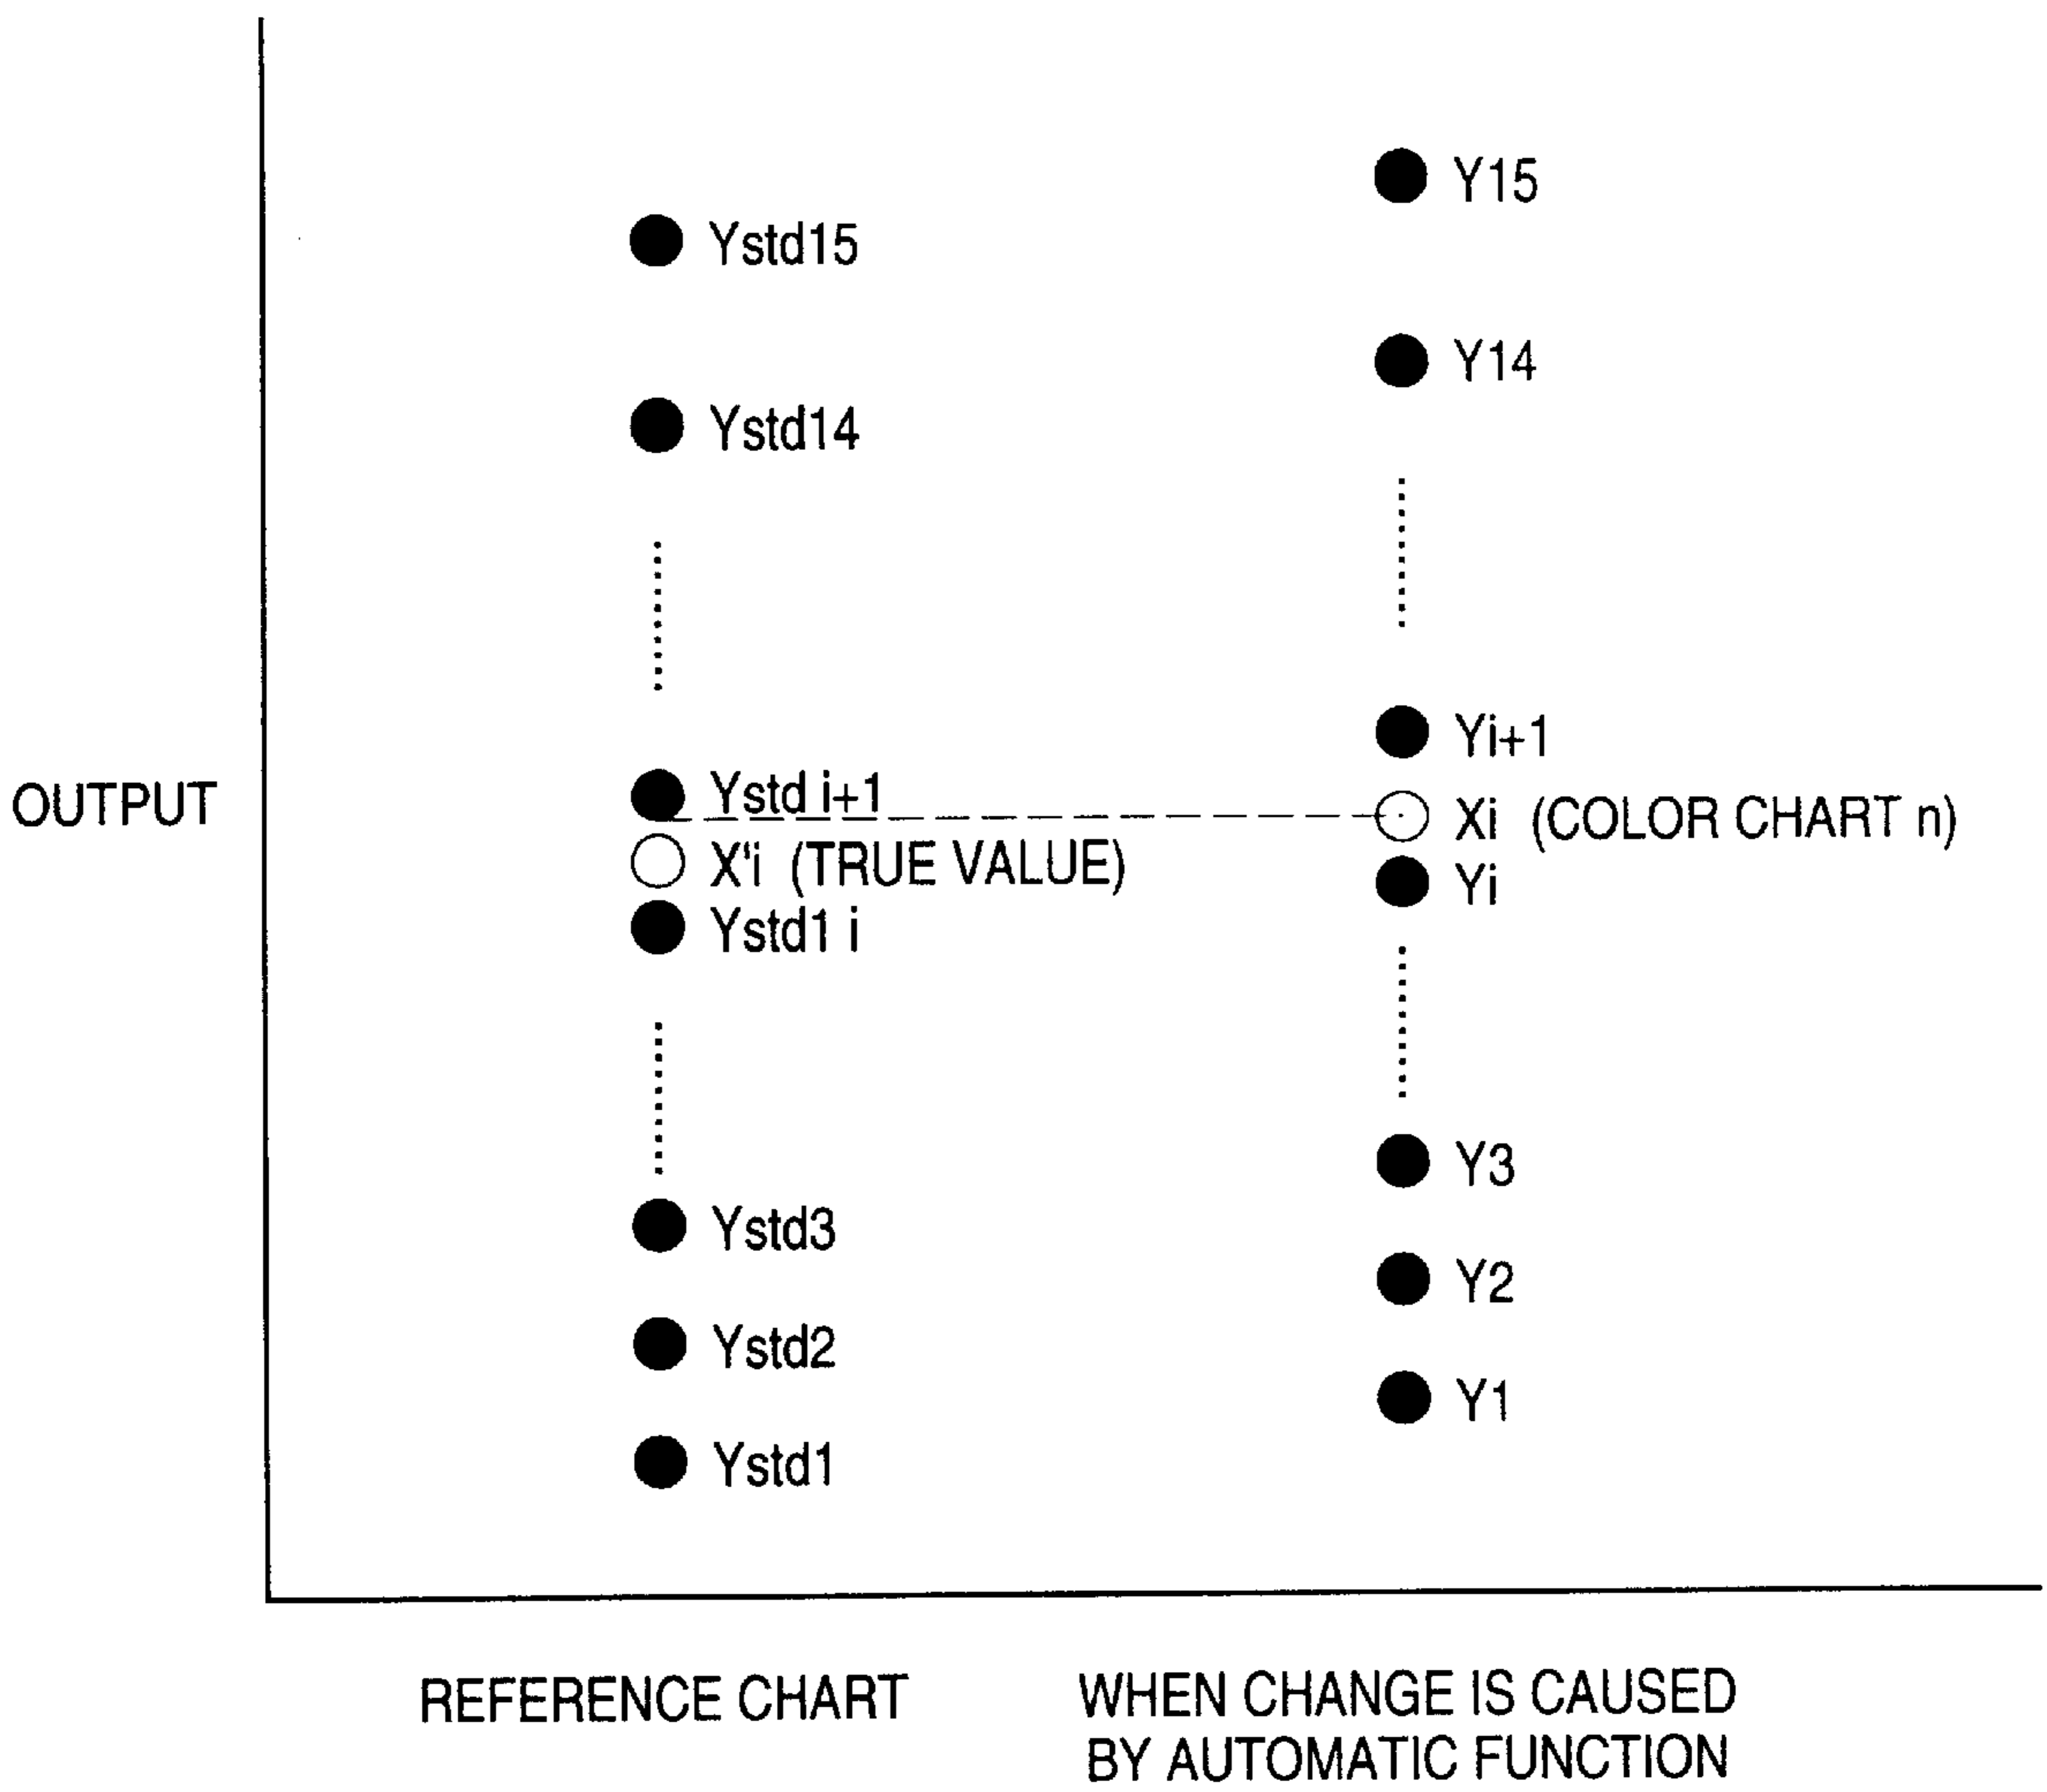 Y15
Ystd15
Y14
Ystd14
Yi+1
Ystd i+1
OUTPUT
Xi (COLOR CHART n)
X'i (TRUE VALUE)
Yi
Ystd1 i
Y3
Ystd3
Y2
Ystd2
Y1
Ystd1
REFERENCE CHART
WHEN CHANGE IS CAUSED
BY AUTOMATIC FUNCTION